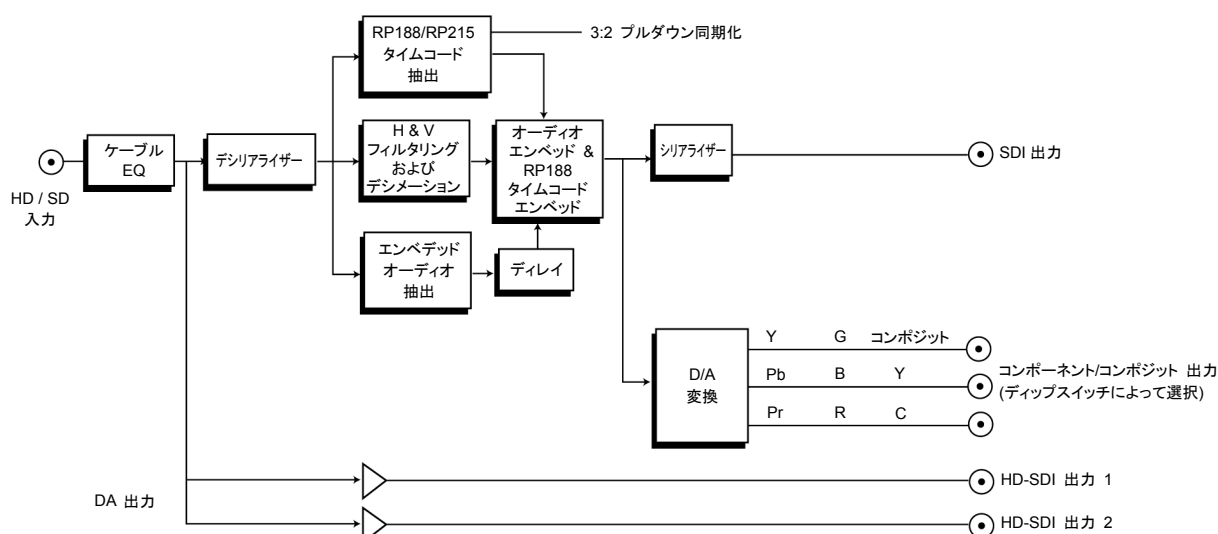 RP188/RP215
タイムコード
抽出
3:2 プルダウン同期化
ケーブル
EQ
デシリアライザー
H & V
フィルタリング
および
デシメーション
オーディオ
エンベッド &
RP188
タイムコード
エンベッド
シリアライザー
SDI 出力
HD / SD
入力
エンベデッド
オーディオ
抽出
ディレイ
D/A
変換
Y G コンポジット
Pb B Y
Pr R C
コンポーネント/コンポジット 出力
(ディップスイッチによって選択)
DA 出力
HD-SDI 出力 1
HD-SDI 出力 2